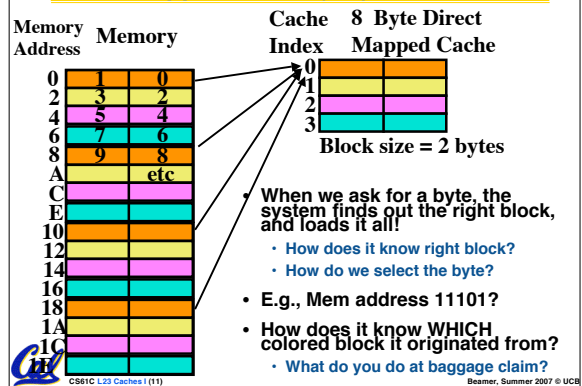 Memory
Address
Memory
0 1 0
2 3 2
4 5 4
6 7 6
8 9 8
A etc
C
E
10
12
14
16
18
1A
1C
1E
Cache
Index
8 Byte Direct
Mapped Cache
0
1
2
3
Block size = 2 bytes
• When we ask for a byte, the
system finds out the right block,
and loads it all!
• How does it know right block?
• How do we select the byte?
• E.g., Mem address 11101?
• How does it know WHICH
colored block it originated from?
• What do you do at baggage claim?
Cal
CS61C L23 Caches I (11)
Beamer, Summer 2007 © UCB